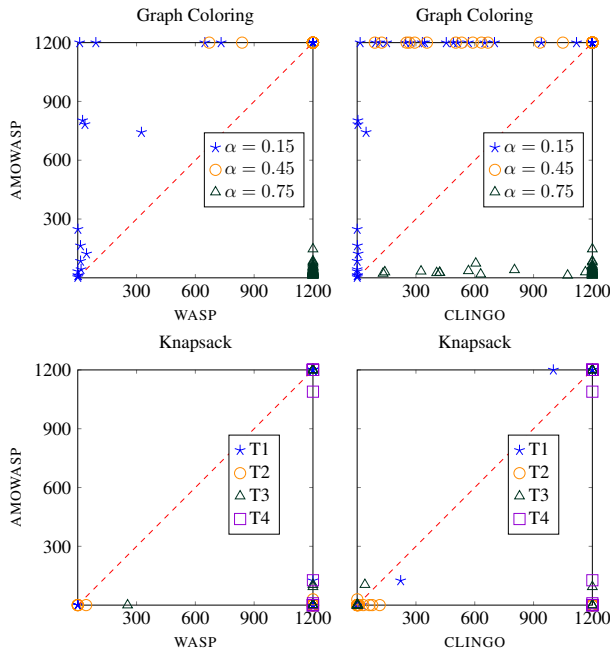 Graph Coloring
Graph Coloring
1200
900
600
300
300 600 900 1200
AMOWASP
WASP
α = 0.15
α = 0.45
α = 0.75
1200
900
600
300
300 600 900 1200
AMOWASP
CLINGO
α = 0.15
α = 0.45
α = 0.75
Knapsack
Knapsack
1200
900
600
300
300 600 900 1200
AMOWASP
WASP
T1
T2
T3
T4
1200
900
600
300
300 600 900 1200
AMOWASP
CLINGO
T1
T2
T3
T4